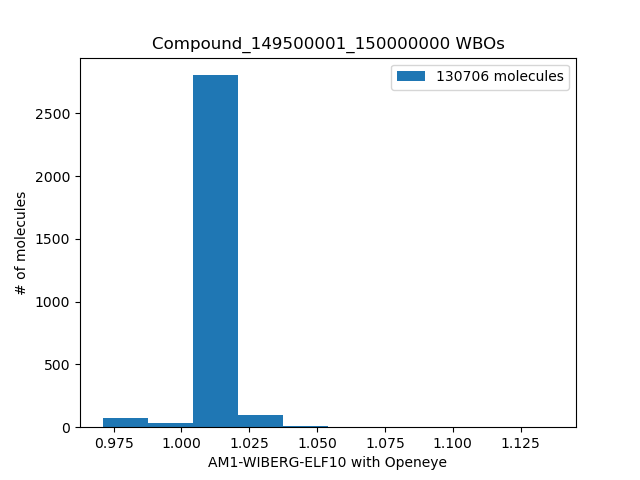 Compound_149500001_150000000 WBOs
130706 molecules
# of molecules
2500
2000
1500
1000
500
0
0.975 1.000 1.025 1.050 1.075 1.100 1.125
AM1-WIBERG-ELF10 with Openeye